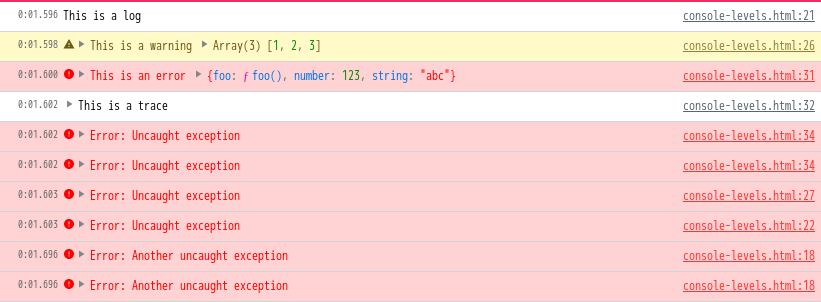 0:01.596 This is a log console-levels.html:21
0:01.598 This is a warning Array(3) [1, 2, 3] console-levels.html:26
0:01.600 This is an error {foo: ƒ foo(), number: 123, string: "abc"} console-levels.html:31
0:01.602 This is a trace console-levels.html:32
0:01.602 Error: Uncaught exception console-levels.html:34
0:01.602 Error: Uncaught exception console-levels.html:34
0:01.603 Error: Uncaught exception console-levels.html:27
0:01.603 Error: Uncaught exception console-levels.html:22
0:01.696 Error: Another uncaught exception console-levels.html:18
0:01.696 Error: Another uncaught exception console-levels.html:18